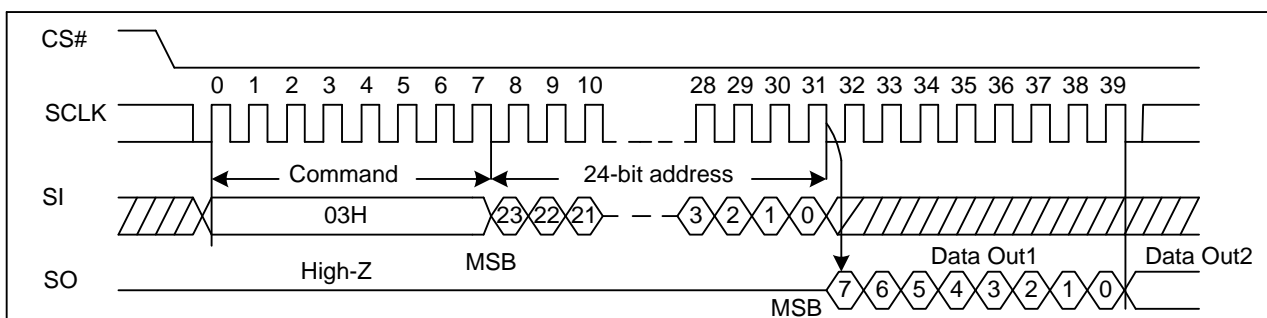 CS#
0 1 2 3 4 5 6 7 8 9 10 28 29 30 31 32 33 34 35 36 37 38 39
SCLK
Command 24-bit address
SI
03H 23 22 21 3 2 1 0
High-Z MSB Data Out1 Data Out2
SO
MSB 7 6 5 4 3 2 1 0